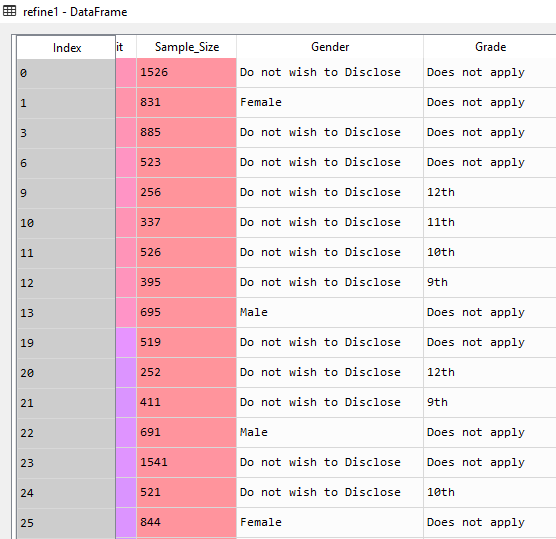 refine1 - DataFrame
Index it Sample_Size Gender Grade
0 1526 Do not wish to Disclose Does not apply
1 831 Female Does not apply
3 885 Do not wish to Disclose Does not apply
6 523 Do not wish to Disclose Does not apply
9 256 Do not wish to Disclose 12th
10 337 Do not wish to Disclose 11th
11 526 Do not wish to Disclose 10th
12 395 Do not wish to Disclose 9th
13 695 Male Does not apply
19 519 Do not wish to Disclose Does not apply
20 252 Do not wish to Disclose 12th
21 411 Do not wish to Disclose 9th
22 691 Male Does not apply
23 1541 Do not wish to Disclose Does not apply
24 521 Do not wish to Disclose 10th
25 844 Female Does not apply